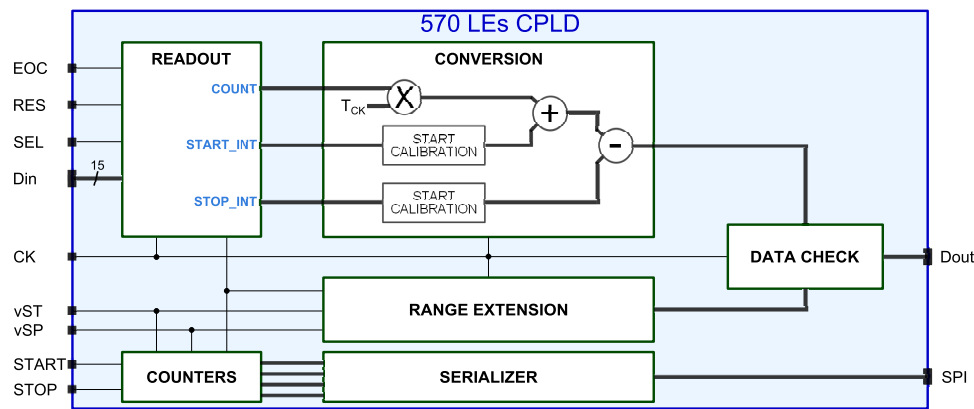 570 LEs CPLD
READOUT
CONVERSION
EOC
COUNT
X
TCK
RES
+
SEL
START_INT
START
CALIBRATION
-
Din
15
STOP_INT
START
CALIBRATION
CK
DATA CHECK
Dout
vST
RANGE EXTENSION
vSP
START
COUNTERS
SERIALIZER
SPI
STOP